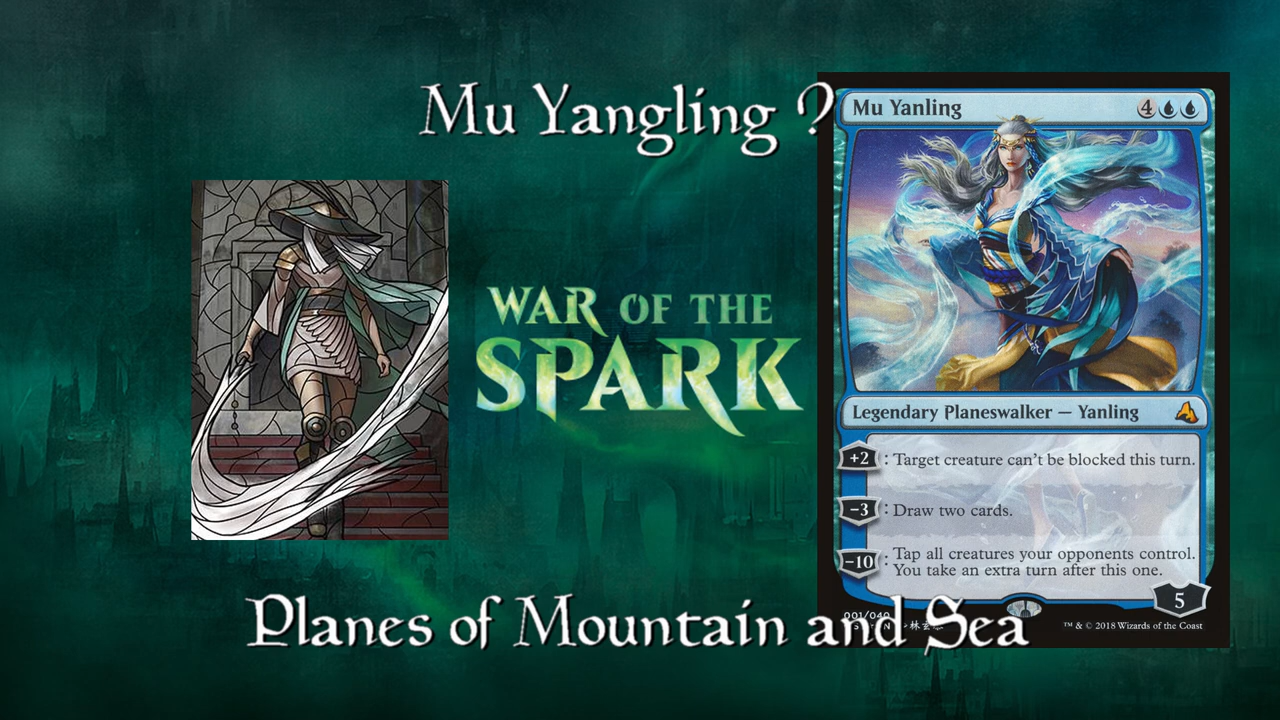 Mu Yangling ?
Mu Yanling 4
WAR OF THE
SPARK
Legendary Planeswalker — Yanling
+2 : Target creature can't be blocked this turn.
−3 : Draw two cards.
−10 : Tap all creatures your opponents control.
You take an extra turn after this one.
5
001/040
™ & © 2018 Wizards of the Coast
Planes of Mountain and Sea